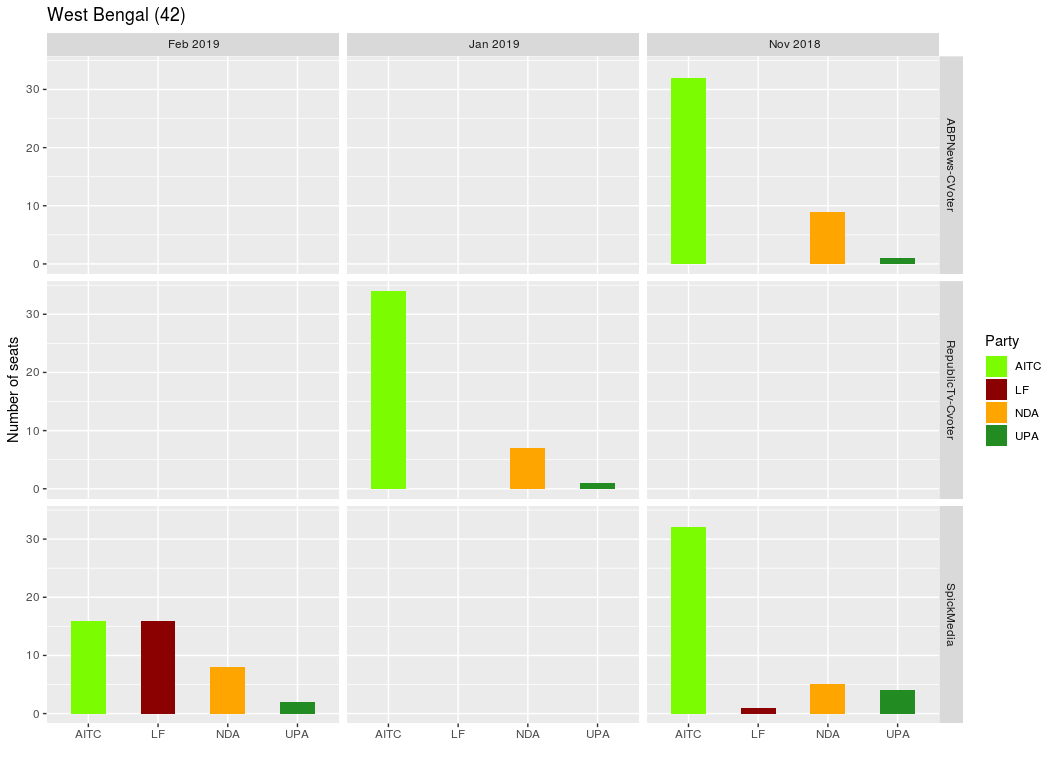 West Bengal (42)
Feb 2019
Jan 2019
Nov 2018
30
20
10
0
ABPNews-CVoter
30
20
10
0
RepublicTv-Cvoter
30
20
10
0
SpickMedia
Number of seats
AITC
LF
NDA
UPA
AITC
LF
NDA
UPA
AITC
LF
NDA
UPA
Party
AITC
LF
NDA
UPA